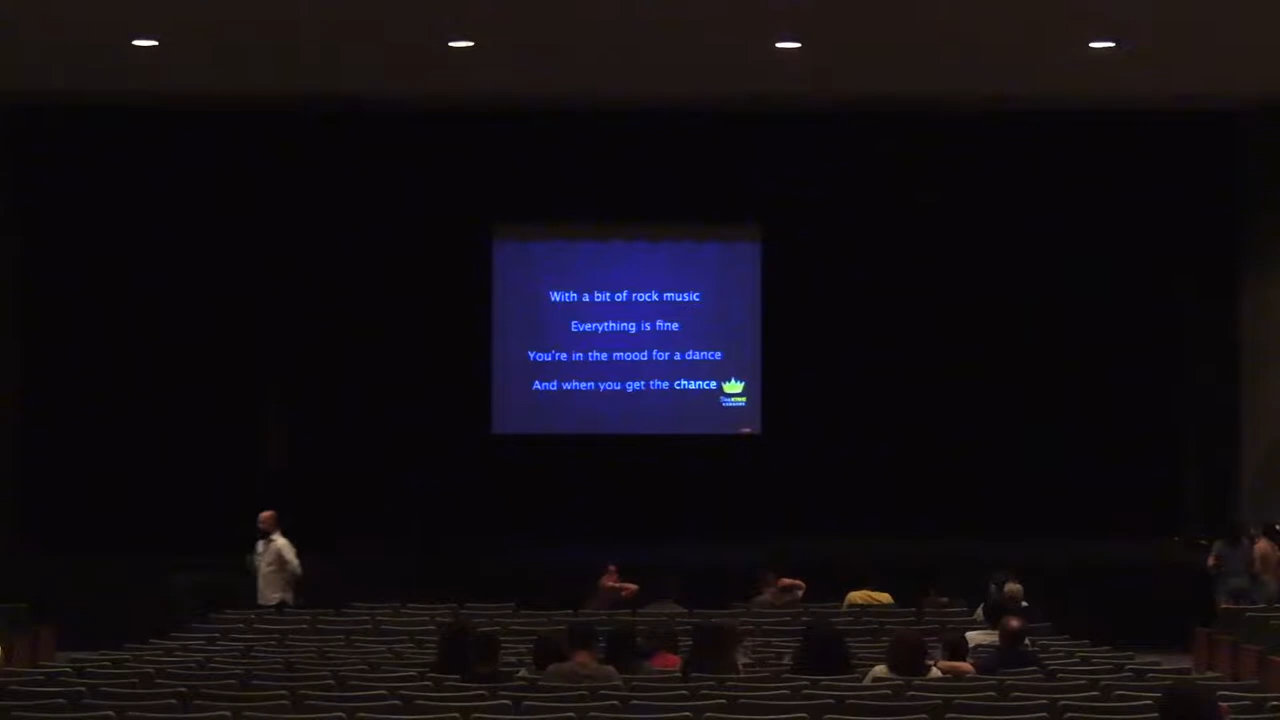 With a bit of rock music
Everything is fine
You're in the mood for a dance
And when you get the chance